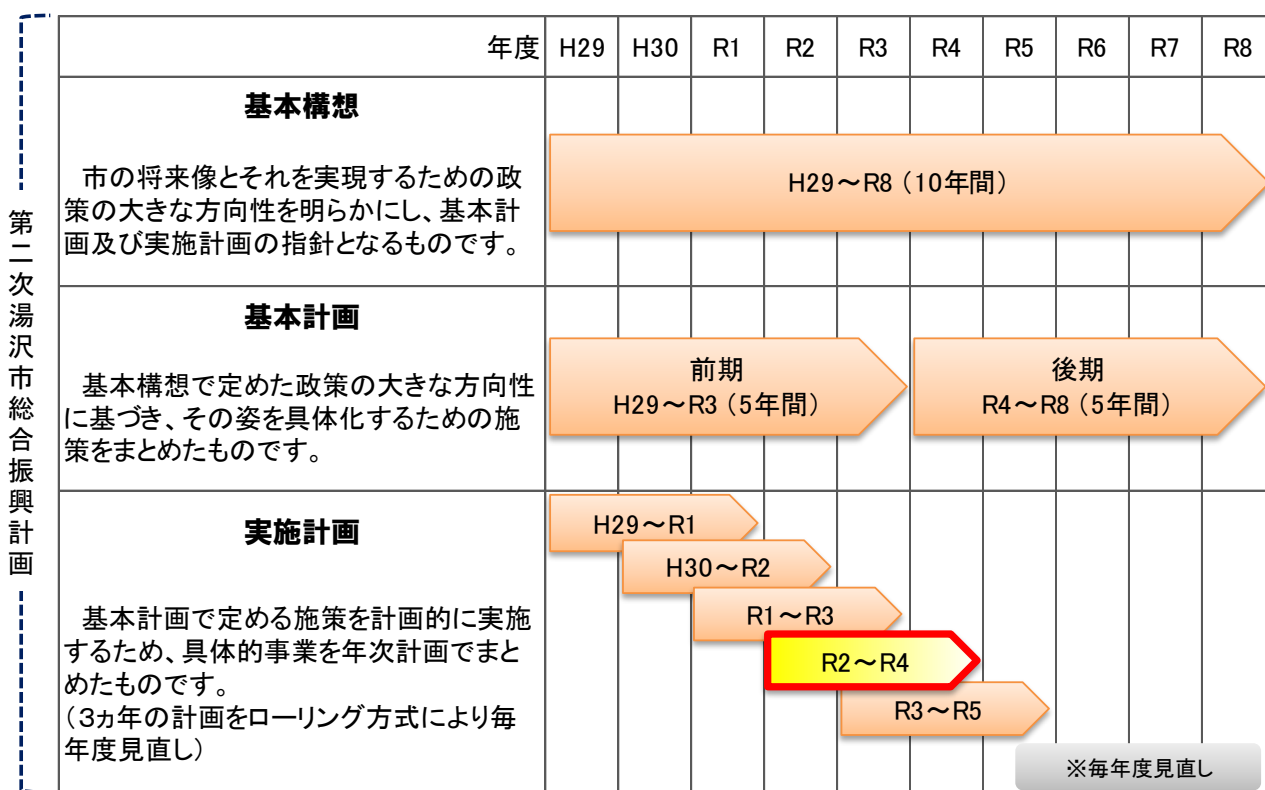 第二次湯沢市総合振興計画
年度 H29 H30 R1 R2 R3 R4 R5 R6 R7 R8
基本構想
市の将来像とそれを実現するための政
策の大きな方向性を明らかにし、基本計
画及び実施計画の指針となるものです。
H29～R8（10年間）
基本計画
基本構想で定めた政策の大きな方向性
に基づき、その姿を具体化するための施
策をまとめたものです。
前期
H29～R3（5年間）
後期
R4～R8（5年間）
実施計画
基本計画で定める施策を計画的に実施
するため、具体的事業を年次計画でまと
めたものです。
（3ヵ年の計画をローリング方式により毎
年度見直し）
H29～R1
H30～R2
R1～R3
R2～R4
R3～R5
※毎年度見直し